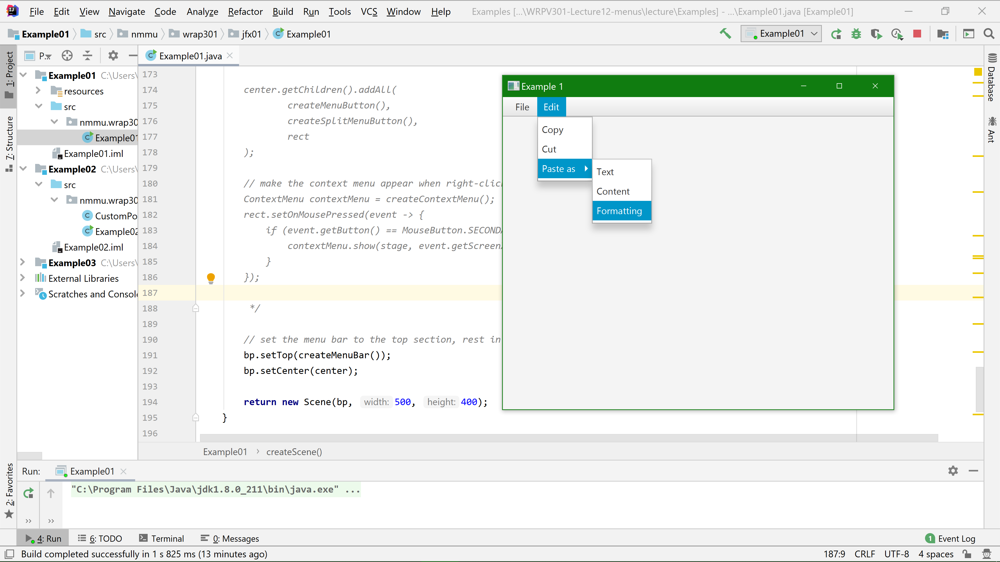 File Edit View Navigate Code Analyze Refactor Build Run Tools VCS Window Help Examples [...\WRPV301-Lecture12-menus\lecture\Examples] - ...\Example01.java [Example01]
Example01 src nmmu wrap301 jfx01 Example01 Example01
1: Project
7: Structure
2: Favorites
P...
Example01 C:\Users\
resources
src
nmmu.wrap30
Example01
Example01.iml
Example02 C:\Users\
src
nmmu.wrap30
CustomPo
Example02
Example02.iml
Example03 C:\Users\
External Libraries
Scratches and Consol
Example01.java
173
174 center.getChildren().addAll(
175 createMenuButton(),
176 createSplitMenuButton(),
177 rect
178 );
179
180 // make the context menu appear when right-clic
181 ContextMenu contextMenu = createContextMenu();
182 rect.setOnMousePressed(event -> {
183 if (event.getButton() == MouseButton.SECOND
184 contextMenu.show(stage, event.getScreen
185 }
186 });
187
188 */
189
190 // set the menu bar to the top section, rest in
191 bp.setTop(createMenuBar());
192 bp.setCenter(center);
193
194 return new Scene(bp, width: 500, height: 400);
195 }
196
Example01 › createScene()
Example 1
File Edit
Copy
Cut
Paste as
Text
Content
Formatting
Database
Ant
Run: Example01
"C:\Program Files\Java\jdk1.8.0_211\bin\java.exe" ...
4: Run 6: TODO Terminal 0: Messages 1 Event Log
Build completed successfully in 1 s 825 ms (13 minutes ago) 187:9 CRLF UTF-8 4 spaces